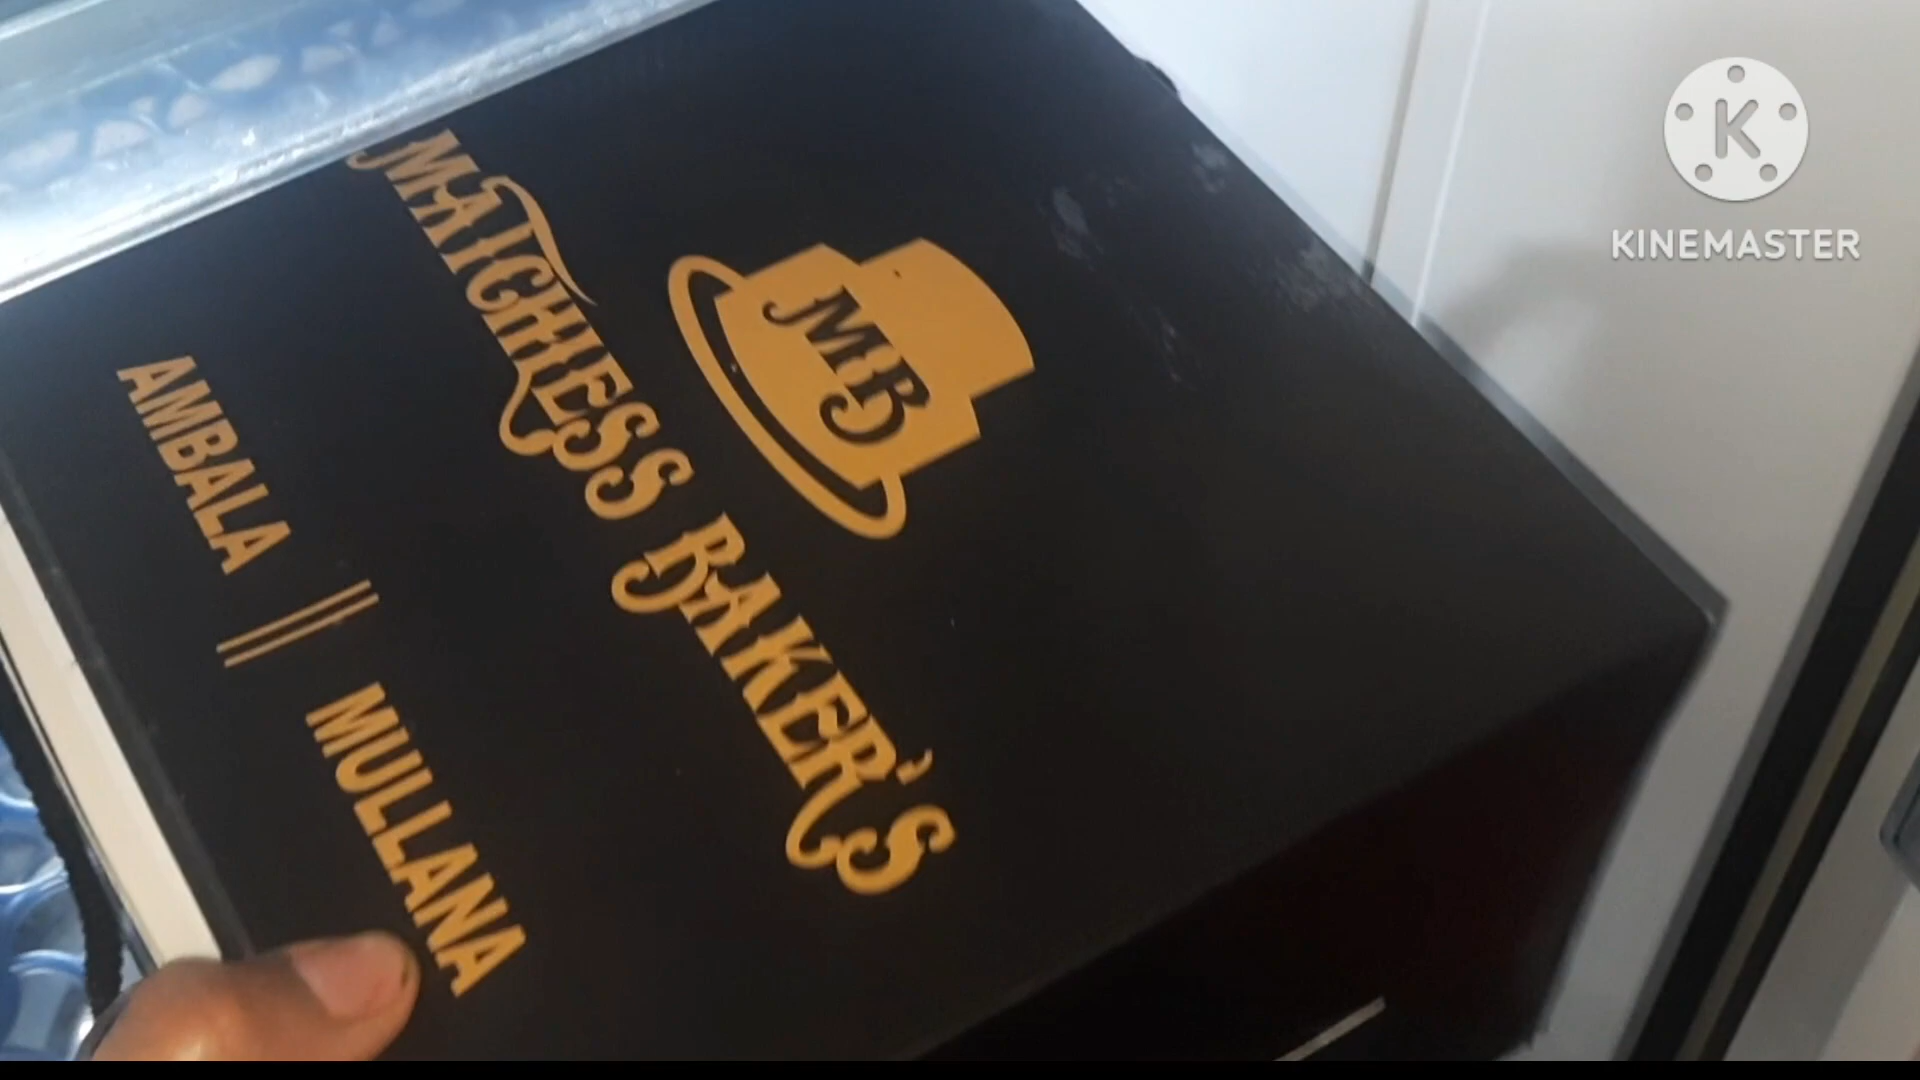 MB
MATCHLESS BAKER'S
AMBALA || MULLANA
K
KINEMASTER